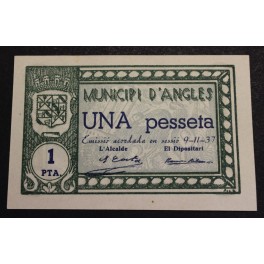 MUNICIPI D'ANGLES
UNA pesseta
Emissió acordada en sessió 9-11-37
L'Alcalde El Dipositari
1
PTA.